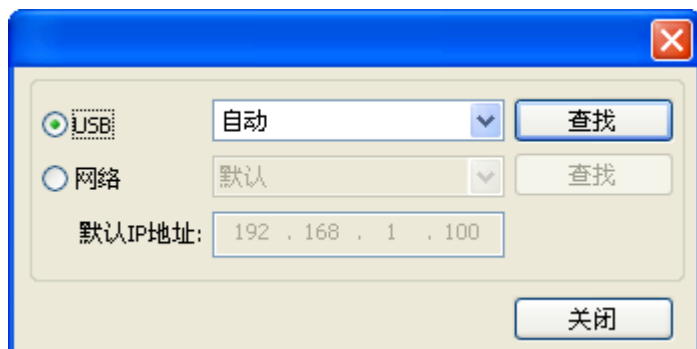 USB 自动 查找
网络 默认 查找
默认IP地址: 192 . 168 . 1 . 100
关闭